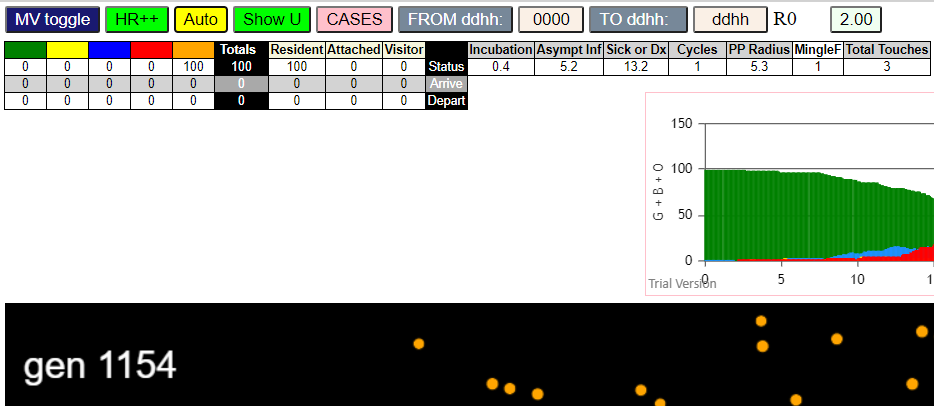 MV toggle HR++ Auto Show U CASES FROM ddhh: 0000 TO ddhh: ddhh R0 2.00
Totals Resident Attached Visitor Incubation Asympt Inf Sick or Dx Cycles PP Radius MingleF Total Touches
0 0 0 0 100 100 100 0 0 Status 0.4 5.2 13.2 1 5.3 1 3
0 0 0 0 0 0 0 0 0 Arrive
0 0 0 0 0 0 0 0 0 Depart
150
100
50
0
G + B + O
0 5 10 1
Trial Version
gen 1154